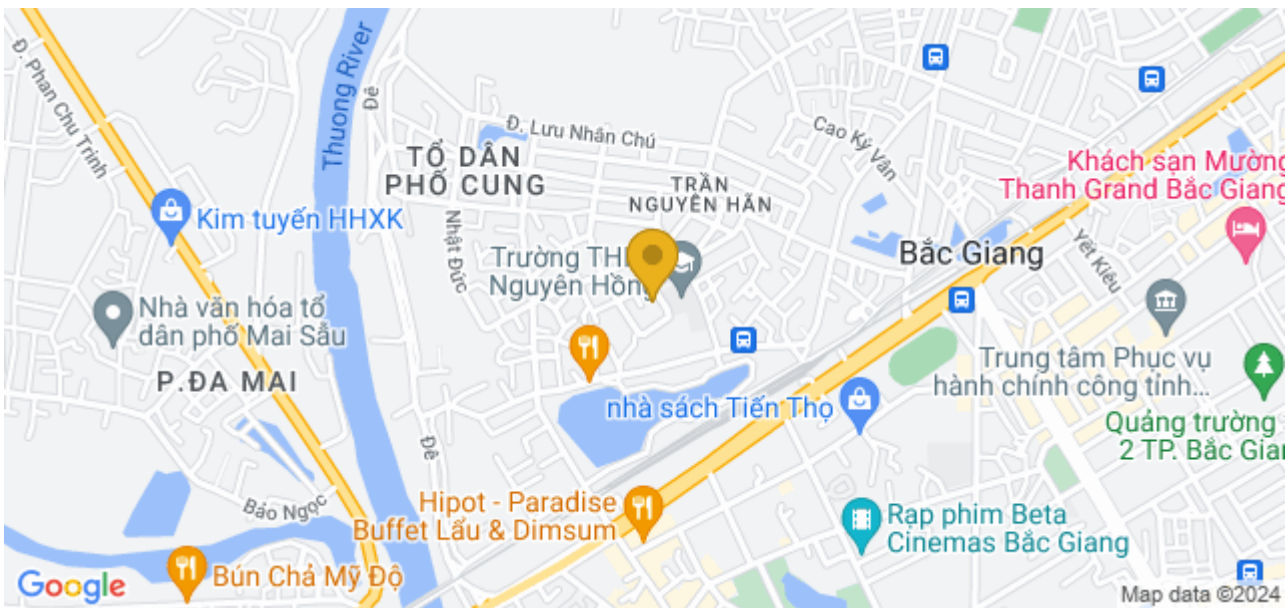 Đ. Phan Chu Trinh
Thuong River
Đê
Đ. Lưu Nhân Chú
Cao Kỳ Vân
TỔ DÂN
PHỐ CUNG
TRẦN
NGUYÊN HÃN
Khách sạn Mường
Thanh Grand Bắc Giang
Kim tuyến HHXK
Nhật Đức
Trường TH
Nguyên Hồng
Bắc Giang
Yết Kiêu
Nhà văn hóa tổ
dân phố Mai Sẫu
P.ĐA MAI
Trung tâm Phục vụ
hành chính công tỉnh...
nhà sách Tiến Thọ
Quảng trường
2 TP. Bắc Gian
Đê
Bảo Ngọc
Hipot - Paradise
Buffet Lẩu & Dimsum
Rạp phim Beta
Cinemas Bắc Giang
Bún Chả Mỹ Độ
Google
Map data ©2024